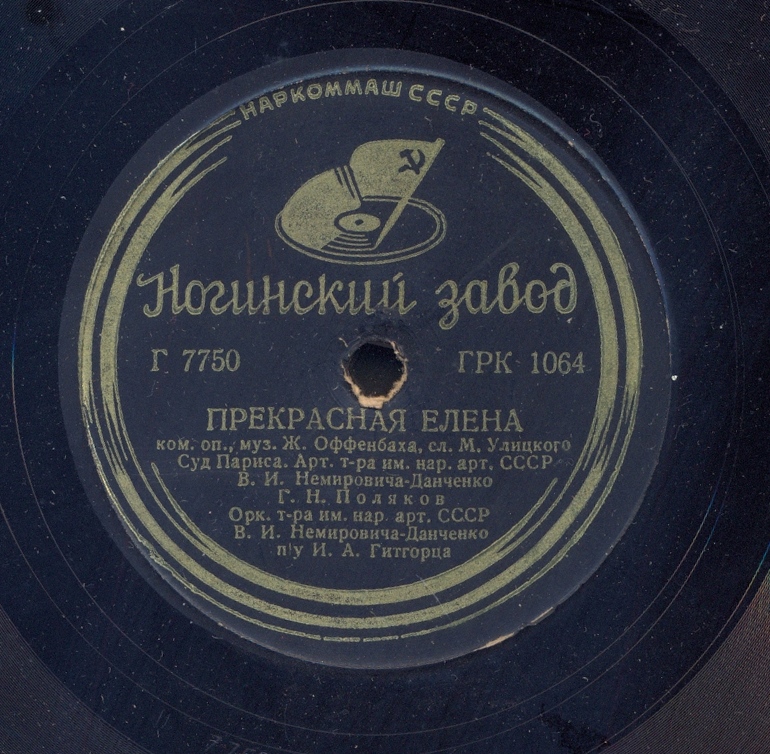 НАРКОММАШ СССР
Ногинский завод
Г 7750 ГРК 1064
ПРЕКРАСНАЯ ЕЛЕНА
ком. оп., муз. Ж. Оффенбаха, сл. М. Улицкого
Суд Париса. Арт. т-ра им. нар. арт. СССР
В. И. Немировича-Данченко
Г. Н. Поляков
Орк. т-ра им. нар. арт. СССР
В. И. Немировича-Данченко
п/у И. А. Гитгорца